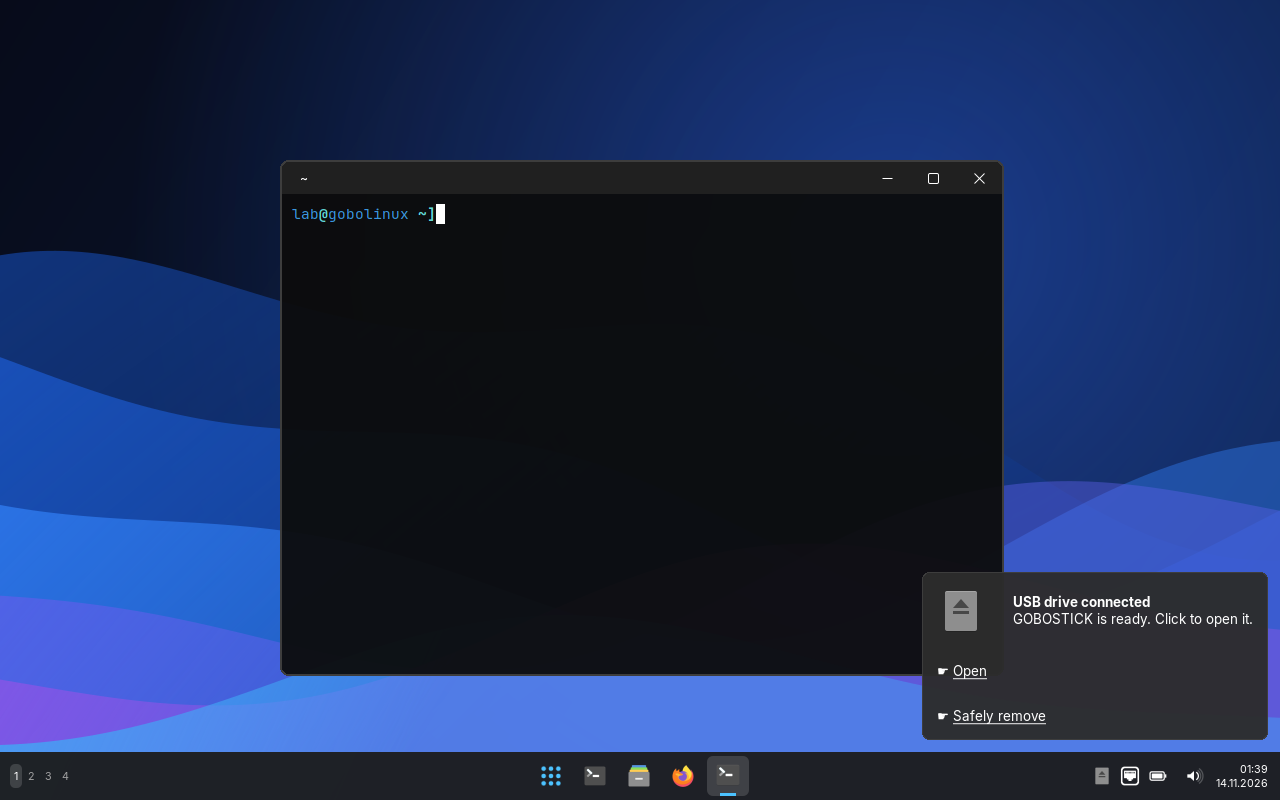 ~
lab@gobolinux ~]
USB drive connected
GOBOSTICK is ready. Click to open it.
☛ Open
☛ Safely remove
1 2 3 4
01:39
14.11.2026